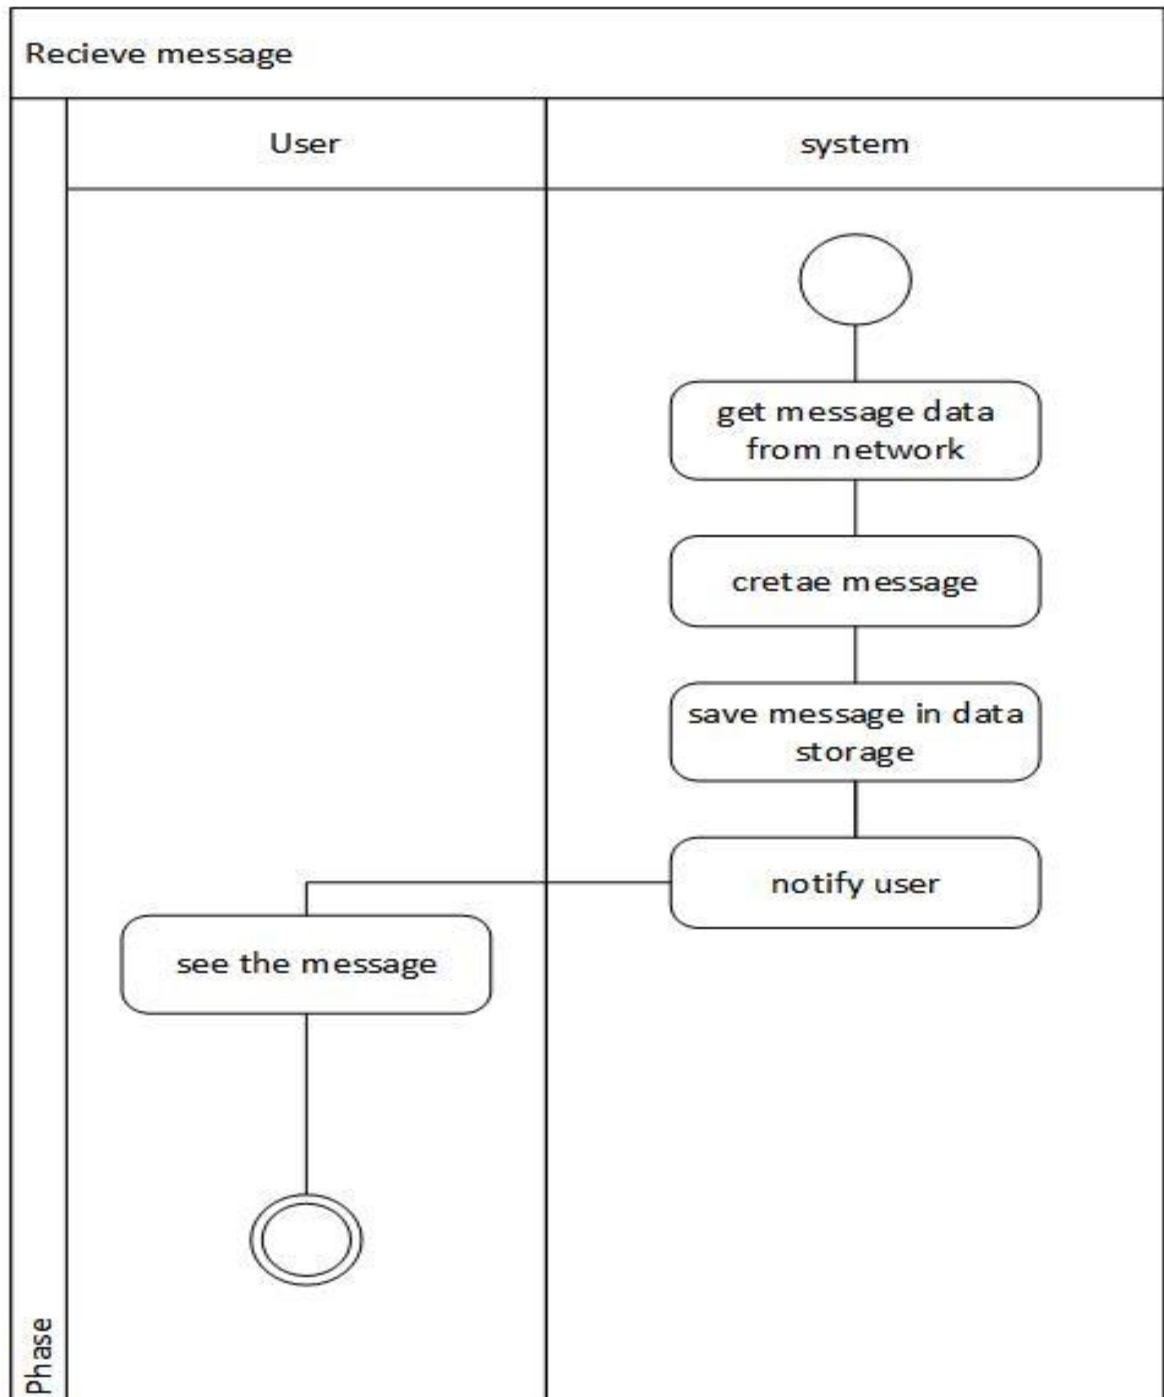 Recieve message
User
system
get message data
from network
cretae message
save message in data
storage
notify user
see the message
Phase